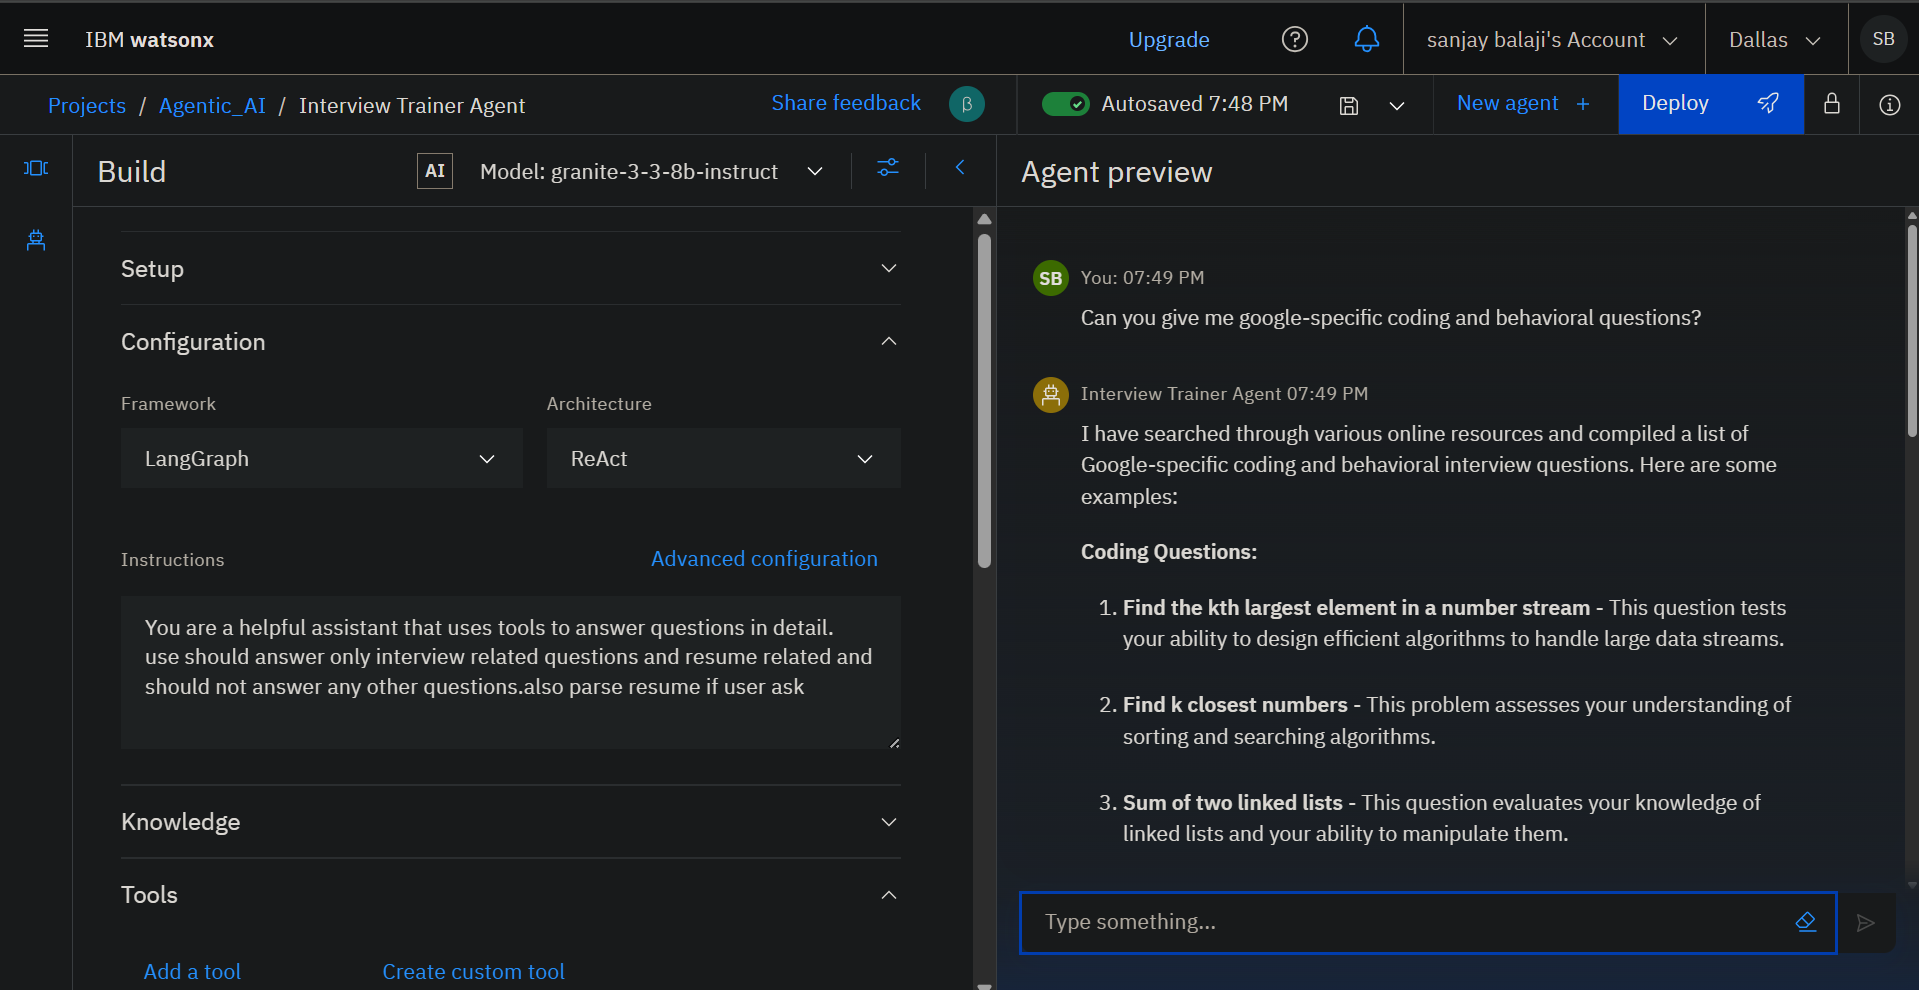 IBM watsonx
Upgrade
sanjay balaji's Account
Dallas
SB
Projects / Agentic_AI / Interview Trainer Agent
Share feedback
β
Autosaved 7:48 PM
New agent +
Deploy
Build
AI
Model: granite-3-3-8b-instruct
Setup
Configuration
Framework
Architecture
LangGraph
ReAct
Instructions
Advanced configuration
You are a helpful assistant that uses tools to answer questions in detail.
use should answer only interview related questions and resume related and
should not answer any other questions.also parse resume if user ask
Knowledge
Tools
Add a tool
Create custom tool
Agent preview
SB
You: 07:49 PM
Can you give me google-specific coding and behavioral questions?
Interview Trainer Agent 07:49 PM
I have searched through various online resources and compiled a list of
Google-specific coding and behavioral interview questions. Here are some
examples:
Coding Questions:
1. Find the kth largest element in a number stream - This question tests
your ability to design efficient algorithms to handle large data streams.
2. Find k closest numbers - This problem assesses your understanding of
sorting and searching algorithms.
3. Sum of two linked lists - This question evaluates your knowledge of
linked lists and your ability to manipulate them.
Type something...